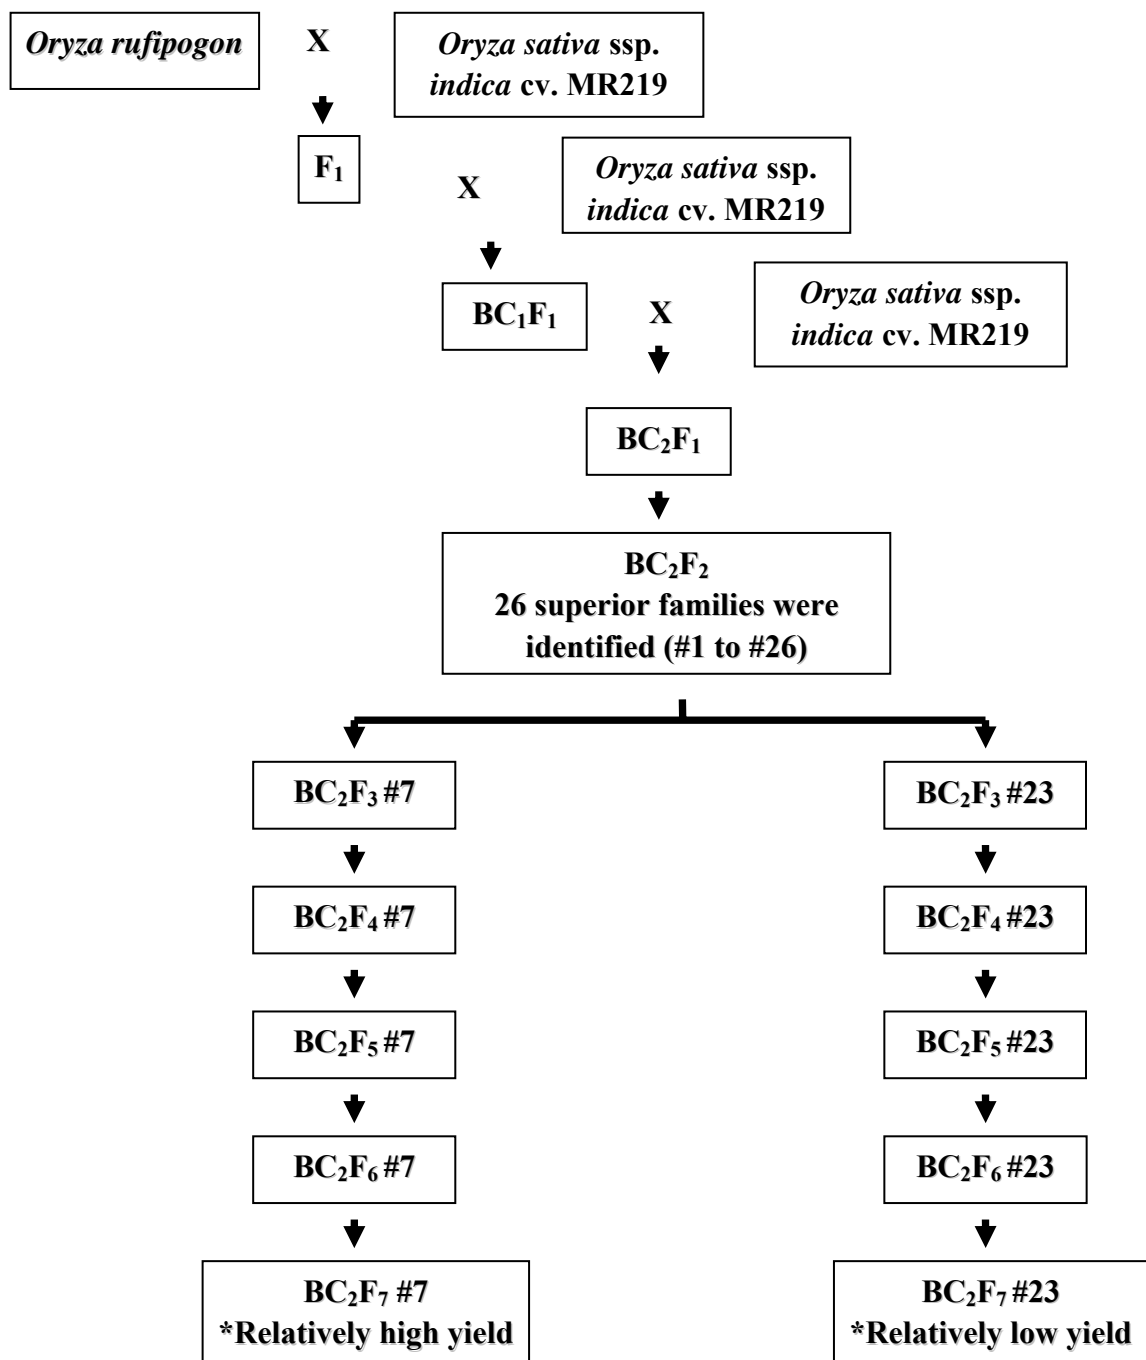 Oryza rufipogon X Oryza sativa ssp.
indica cv. MR219
F₁ X Oryza sativa ssp.
indica cv. MR219
BC₁F₁ X Oryza sativa ssp.
indica cv. MR219
BC₂F₁
BC₂F₂
26 superior families were
identified (#1 to #26)
BC₂F₃ #7 BC₂F₃ #23
BC₂F₄ #7 BC₂F₄ #23
BC₂F₅ #7 BC₂F₅ #23
BC₂F₆ #7 BC₂F₆ #23
BC₂F₇ #7
*Relatively high yield
BC₂F₇ #23
*Relatively low yield